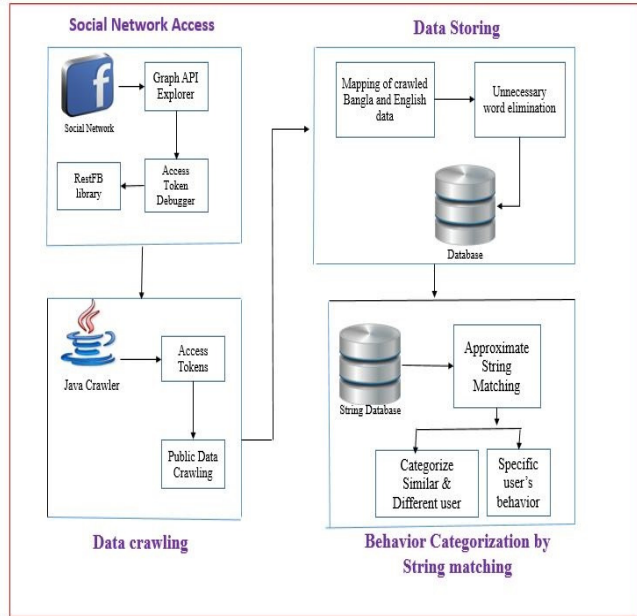 Social Network Access
Graph API
Explorer
Social Network
Access
Token
Debugger
RestFB
library
Java Crawler
Access
Tokens
Public Data
Crawling
Data crawling
Data Storing
Mapping of crawled
Bangla and English
data
Unnecessary
word elimination
Database
String Database
Approximate
String
Matching
Categorize
Similar &
Different user
Specific
user's
behavior
Behavior Categorization by
String matching